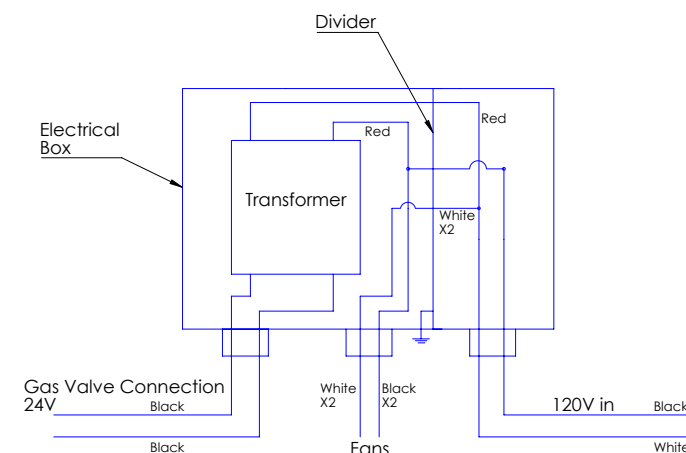 Divider
Electrical
Box
Red
Red
Transformer
White
X2
Gas Valve Connection
24V
Black
Black
White
X2
Black
X2
Fans
120V in
Black
White